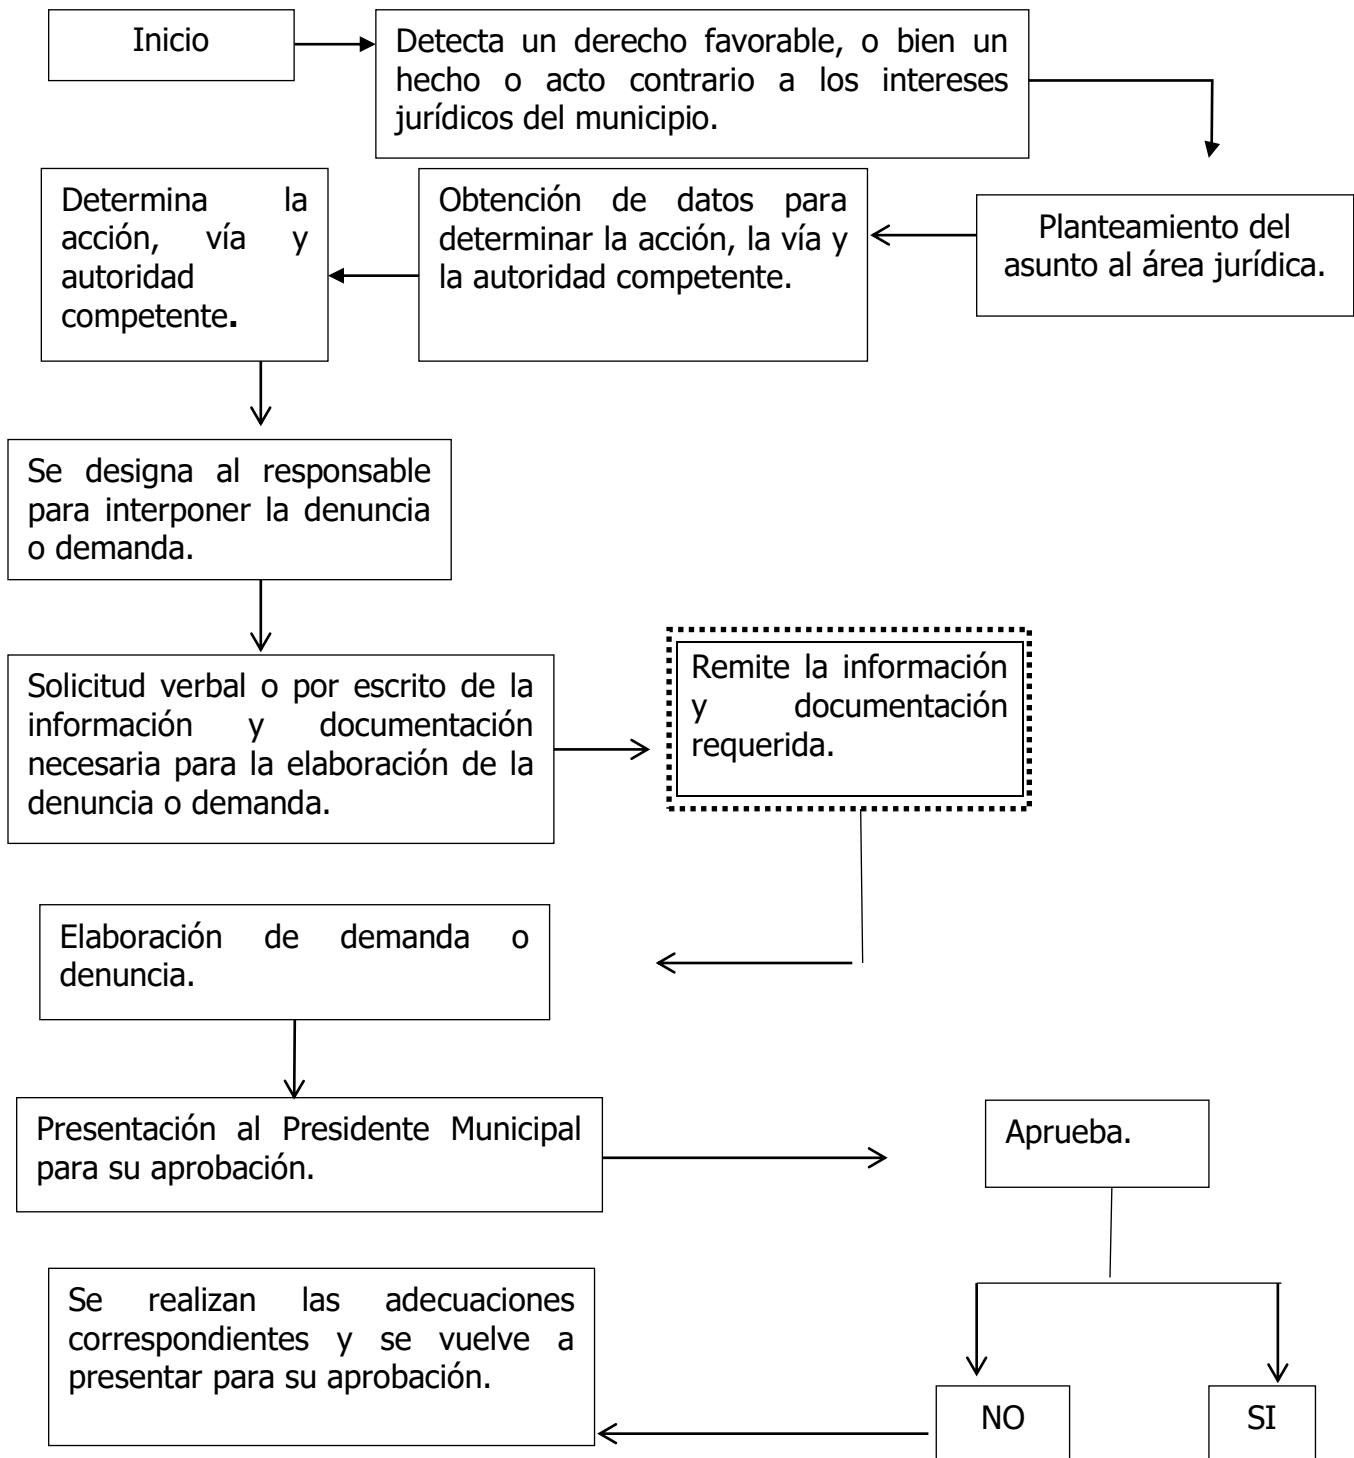 Inicio
Detecta un derecho favorable, o bien un
hecho o acto contrario a los intereses
jurídicos del municipio.
Planteamiento del
asunto al área jurídica.
Obtención de datos para
determinar la acción, la vía y
la autoridad competente.
Determina la
acción, vía y
autoridad
competente.
Se designa al responsable
para interponer la denuncia
o demanda.
Solicitud verbal o por escrito de la
información y documentación
necesaria para la elaboración de la
denuncia o demanda.
Remite la información
y documentación
requerida.
Elaboración de demanda o
denuncia.
Presentación al Presidente Municipal
para su aprobación.
Aprueba.
NO
SI
Se realizan las adecuaciones
correspondientes y se vuelve a
presentar para su aprobación.